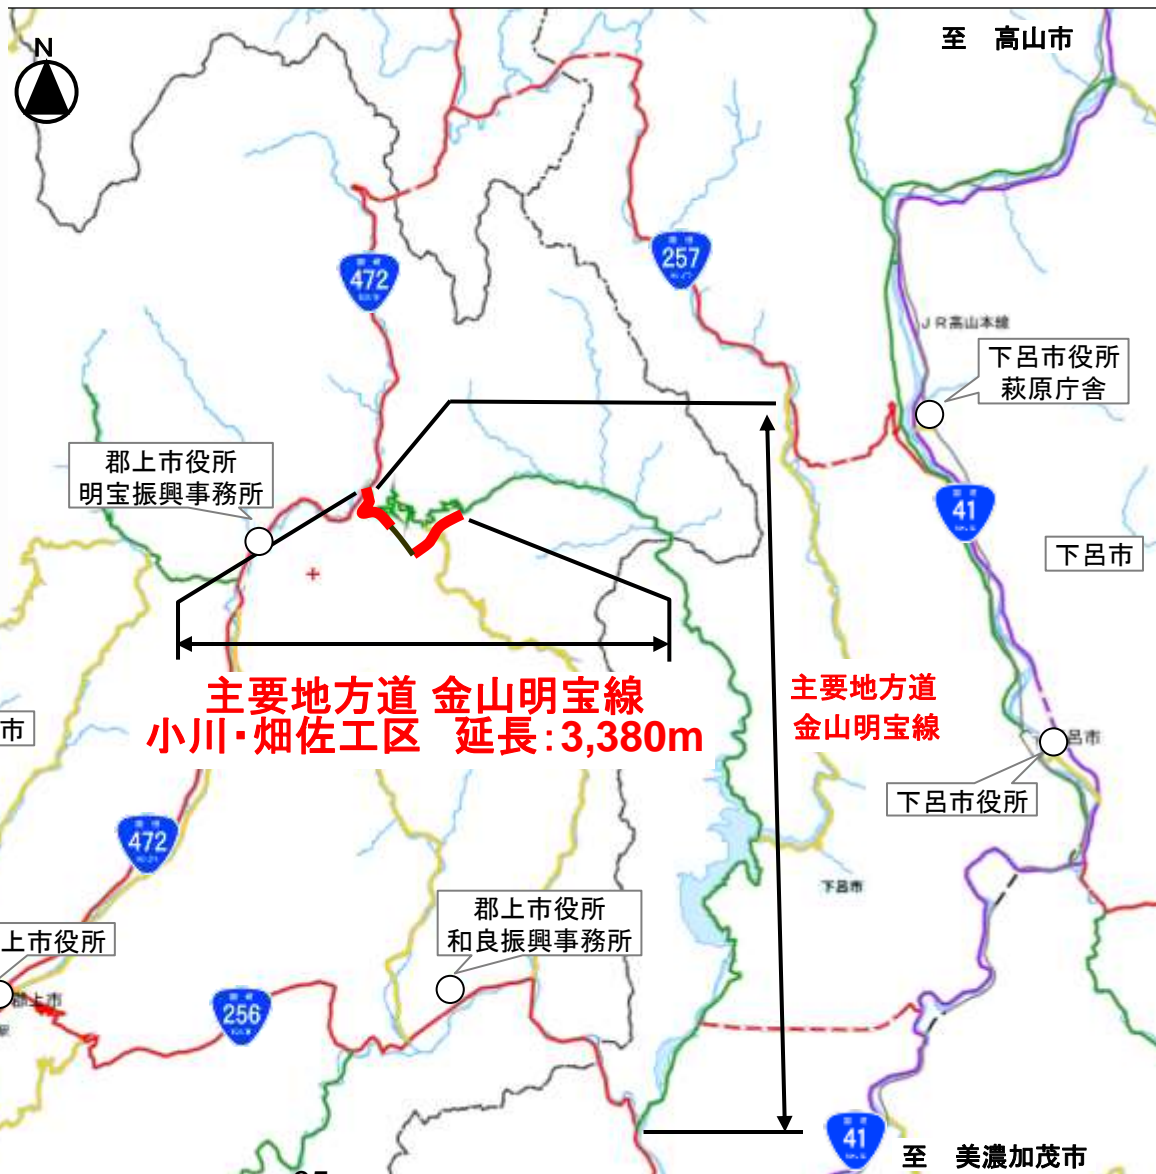 至　高山市
N
472
257
ＪＲ高山本線
下呂市役所
萩原庁舎
郡上市役所
明宝振興事務所
41
下呂市
主要地方道 金山明宝線
小川・畑佐工区　延長：3,380m
主要地方道
金山明宝線
市
呂市
下呂市役所
472
下呂市
郡上市役所
和良振興事務所
上市役所
郡上市
256
41
至　美濃加茂市